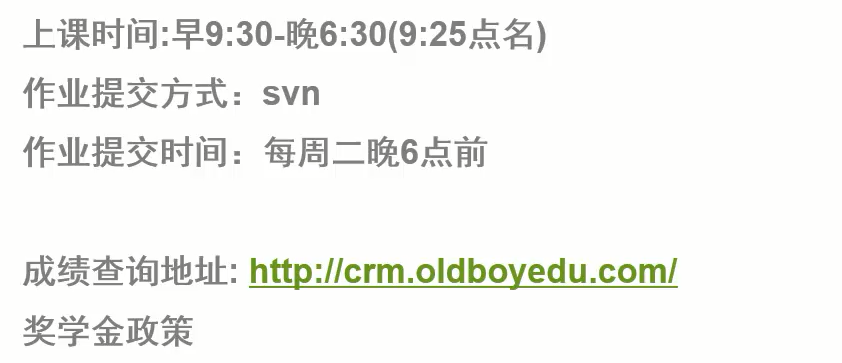 上课时间:早9:30-晚6:30(9:25点名)
作业提交方式：svn
作业提交时间：每周二晚6点前
成绩查询地址: http://crm.oldboyedu.com/
奖学金政策